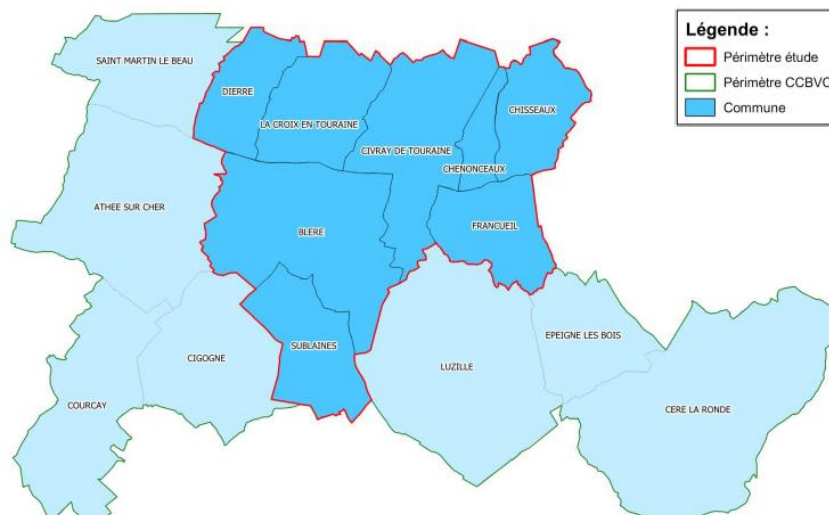 Légende :
Périmètre étude
Périmètre CCBVC
Commune
SAINT MARTIN LE BEAU
DIERRE
LA CROIX EN TOURAINE
CIVRAY DE TOURAINE
CHENONCEAUX
CHISSEAUX
ATHEE SUR CHER
BLERE
FRANCUEIL
CIGOGNE
SUBLAINES
LUZILLE
EPEIGNE LES BOIS
COURCAY
CERE LA RONDE